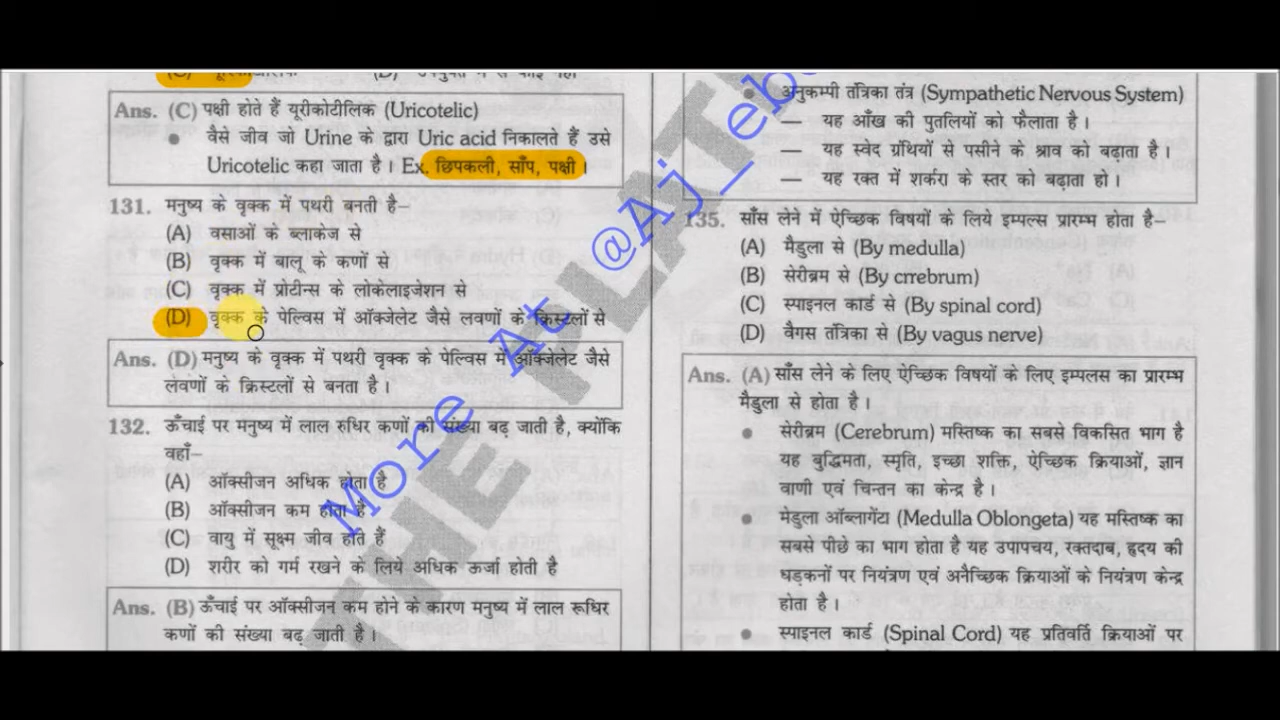 Ans. (C) पक्षी होते हैं यूरीकोटीलिक (Uricotelic)
● वैसे जीव जो Urine के द्वारा Uric acid निकालते हैं उसे
Uricotelic कहा जाता है। Ex. छिपकली, साँप, पक्षी।
131. मनुष्य के वृक्क में पथरी बनती है–
(A) वसाओं के ब्लाकेज से
(B) वृक्क में बालू के कणों से
(C) वृक्क में प्रोटीन्स के लोकेलाइजेशन से
(D) वृक्क के पेल्विस में ऑक्जेलेट जैसे लवणों के क्रिस्टलों से
Ans. (D) मनुष्य के वृक्क में पथरी वृक्क के पेल्विस में ऑक्जेलेट जैसे
लेवणों के क्रिस्टलों से बनता है।
132. ऊँचाई पर मनुष्य में लाल रुधिर कणों की संख्या बढ़ जाती है, क्योंकि
वहाँ–
(A) ऑक्सीजन अधिक होता है
(B) ऑक्सीजन कम होता है
(C) वायु में सूक्ष्म जीव होते हैं
(D) शरीर को गर्म रखने के लिये अधिक ऊर्जा होती है
Ans. (B) ऊँचाई पर ऑक्सीजन कम होने के कारण मनुष्य में लाल रूधिर
कणों की संख्या बढ़ जाती है।
● अनुकम्पी तंत्रिका तंत्र (Sympathetic Nervous System)
— यह आँख की पुतलियों को फैलाता है।
— यह स्वेद ग्रंथियों से पसीने के श्राव को बढ़ाता है।
— यह रक्त में शर्करा के स्तर को बढ़ाता हो।
135. साँस लेने में ऐच्छिक विषयों के लिये इम्पल्स प्रारम्भ होता है–
(A) मैडुला से (By medulla)
(B) सेरीब्रम से (By crrebrum)
(C) स्पाइनल कार्ड से (By spinal cord)
(D) वैगस तंत्रिका से (By vagus nerve)
Ans. (A) साँस लेने के लिए ऐच्छिक विषयों के लिए इम्पलस का प्रारम्भ
मैडुला से होता है।
● सेरीब्रम (Cerebrum) मस्तिष्क का सबसे विकसित भाग है
यह बुद्धिमता, स्मृति, इच्छा शक्ति, ऐच्छिक क्रियाओं, ज्ञान
वाणी एवं चिन्तन का केन्द्र है।
● मेडुला ऑब्लागेंटा (Medulla Oblongeta) यह मस्तिष्क का
सबसे पीछे का भाग होता है यह उपापचय, रक्तदाब, हृदय की
धड़कनों पर नियंत्रण एवं अनैच्छिक क्रियाओं के नियंत्रण केन्द्र
होता है।
● स्पाइनल कार्ड (Spinal Cord) यह प्रतिवर्ति क्रियाओं पर
More At @Aj_eb
THE PLAT